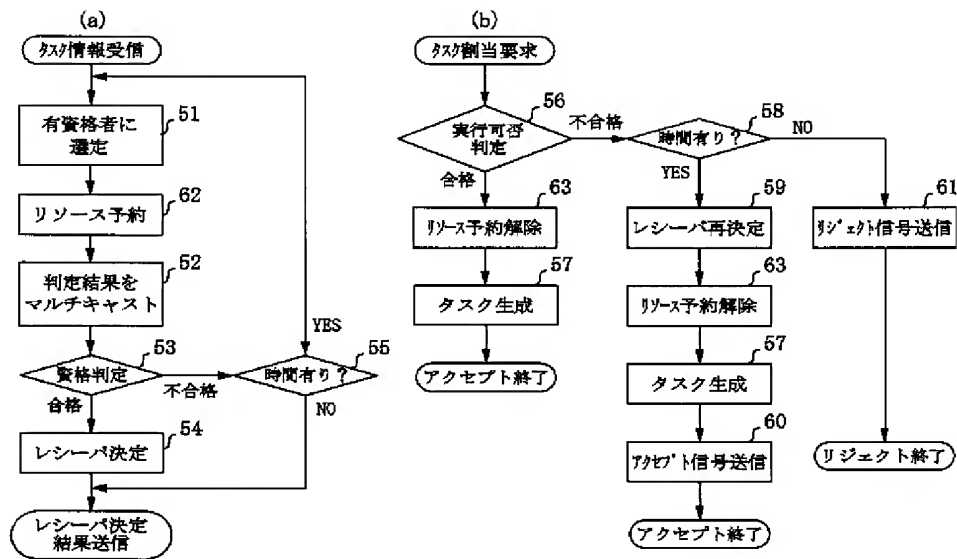 (a)
タスク情報受信
51
有資格者に
選定
62
リソース予約
52
判定結果を
マルチキャスト
53
資格判定
不合格
合格
YES
55
時間有り?
NO
54
レシーバ決定
レシーバ決定
結果送信
(b)
タスク割当要求
56
実行可否
判定
不合格
合格
63
リソース予約解除
57
タスク生成
アクセプト終了
58
時間有り?
NO
YES
59
レシーバ再決定
63
リソース予約解除
57
タスク生成
60
アクセプト信号送信
アクセプト終了
61
リジェクト信号送信
リジェクト終了